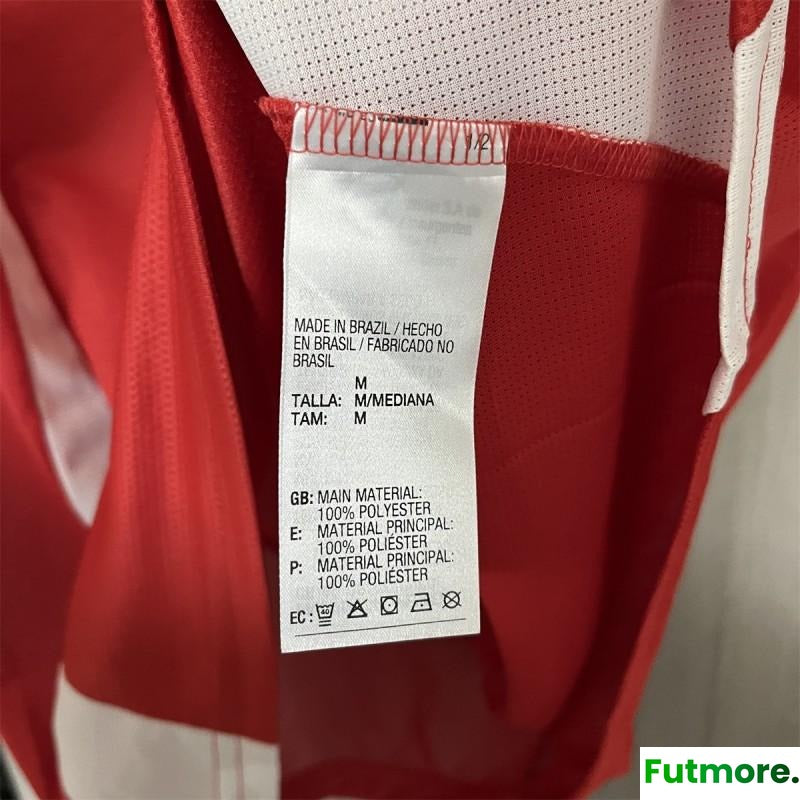 1/2
MADE IN BRAZIL / HECHO
EN BRASIL / FABRICADO NO
BRASIL
M
TALLA: M/MEDIANA
TAM: M
GB: MAIN MATERIAL:
100% POLYESTER
E: MATERIAL PRINCIPAL:
100% POLIÉSTER
P: MATERIAL PRINCIPAL:
100% POLIÉSTER
EC: 40
Futmore.